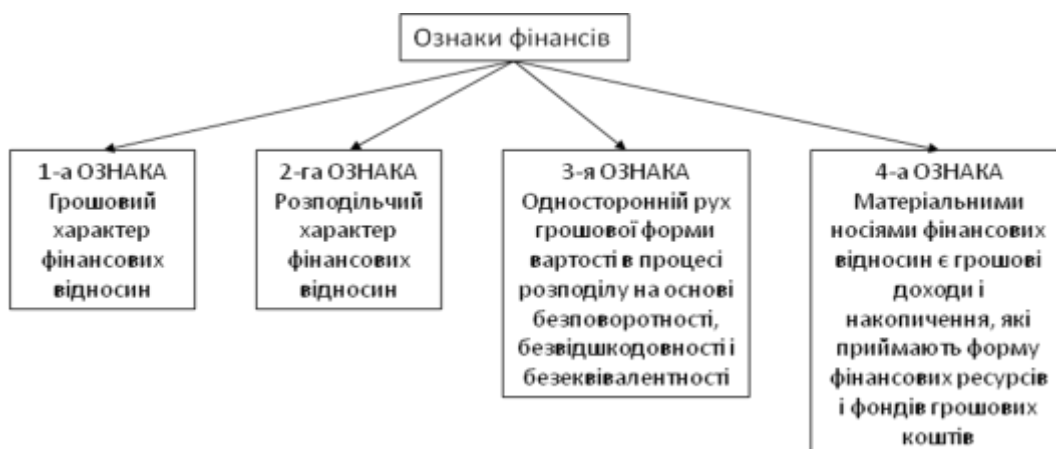 Ознаки фінансів
1-а ОЗНАКА
Грошовий
характер
фінансових
відносин
2-га ОЗНАКА
Розподільчий
характер
фінансових
відносин
3-я ОЗНАКА
Односторонній рух
грошової форми
вартості в процесі
розподілу на основі
безповоротності,
безвідшкодовності і
безеквівалентності
4-а ОЗНАКА
Матеріальними
носіями фінансових
відносин є грошові
доходи і
накопичення, які
приймають форму
фінансових ресурсів
і фондів грошових
коштів